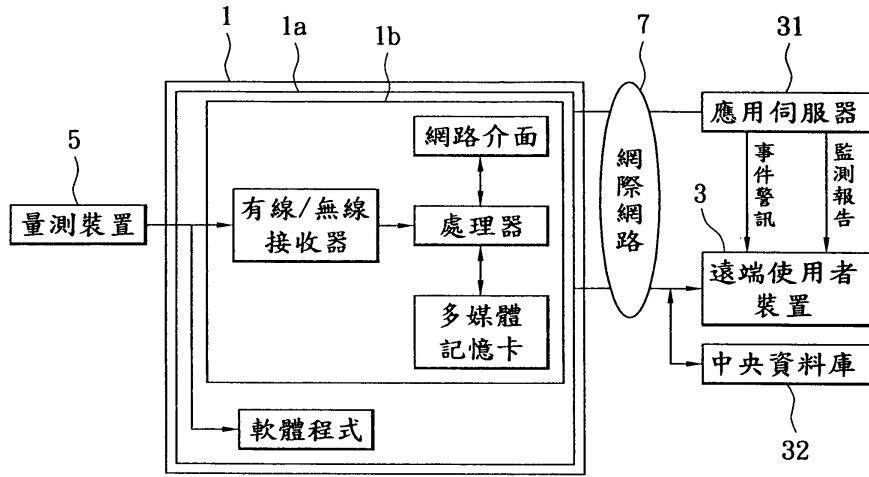 1
1a
1b
7
31
5
量測裝置
有線/無線
接收器
網路介面
處理器
多媒體
記憶卡
軟體程式
網際網路
應用伺服器
事件警訊
監測報告
3
遠端使用者
裝置
中央資料庫
32